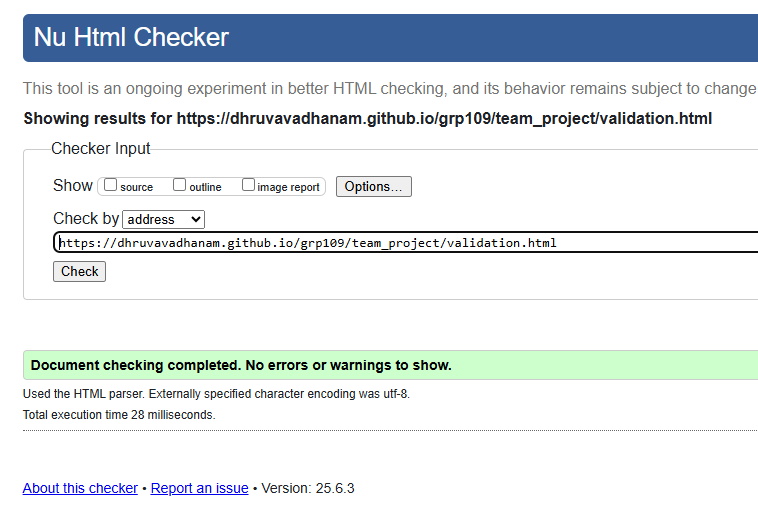 Nu Html Checker
This tool is an ongoing experiment in better HTML checking, and its behavior remains subject to change
Showing results for https://dhruvavadhanam.github.io/grp109/team_project/validation.html
Checker Input
Show source outline image report Options...
Check by address
https://dhruvavadhanam.github.io/grp109/team_project/validation.html
Check
Document checking completed. No errors or warnings to show.
Used the HTML parser. Externally specified character encoding was utf-8.
Total execution time 28 milliseconds.
About this checker • Report an issue • Version: 25.6.3